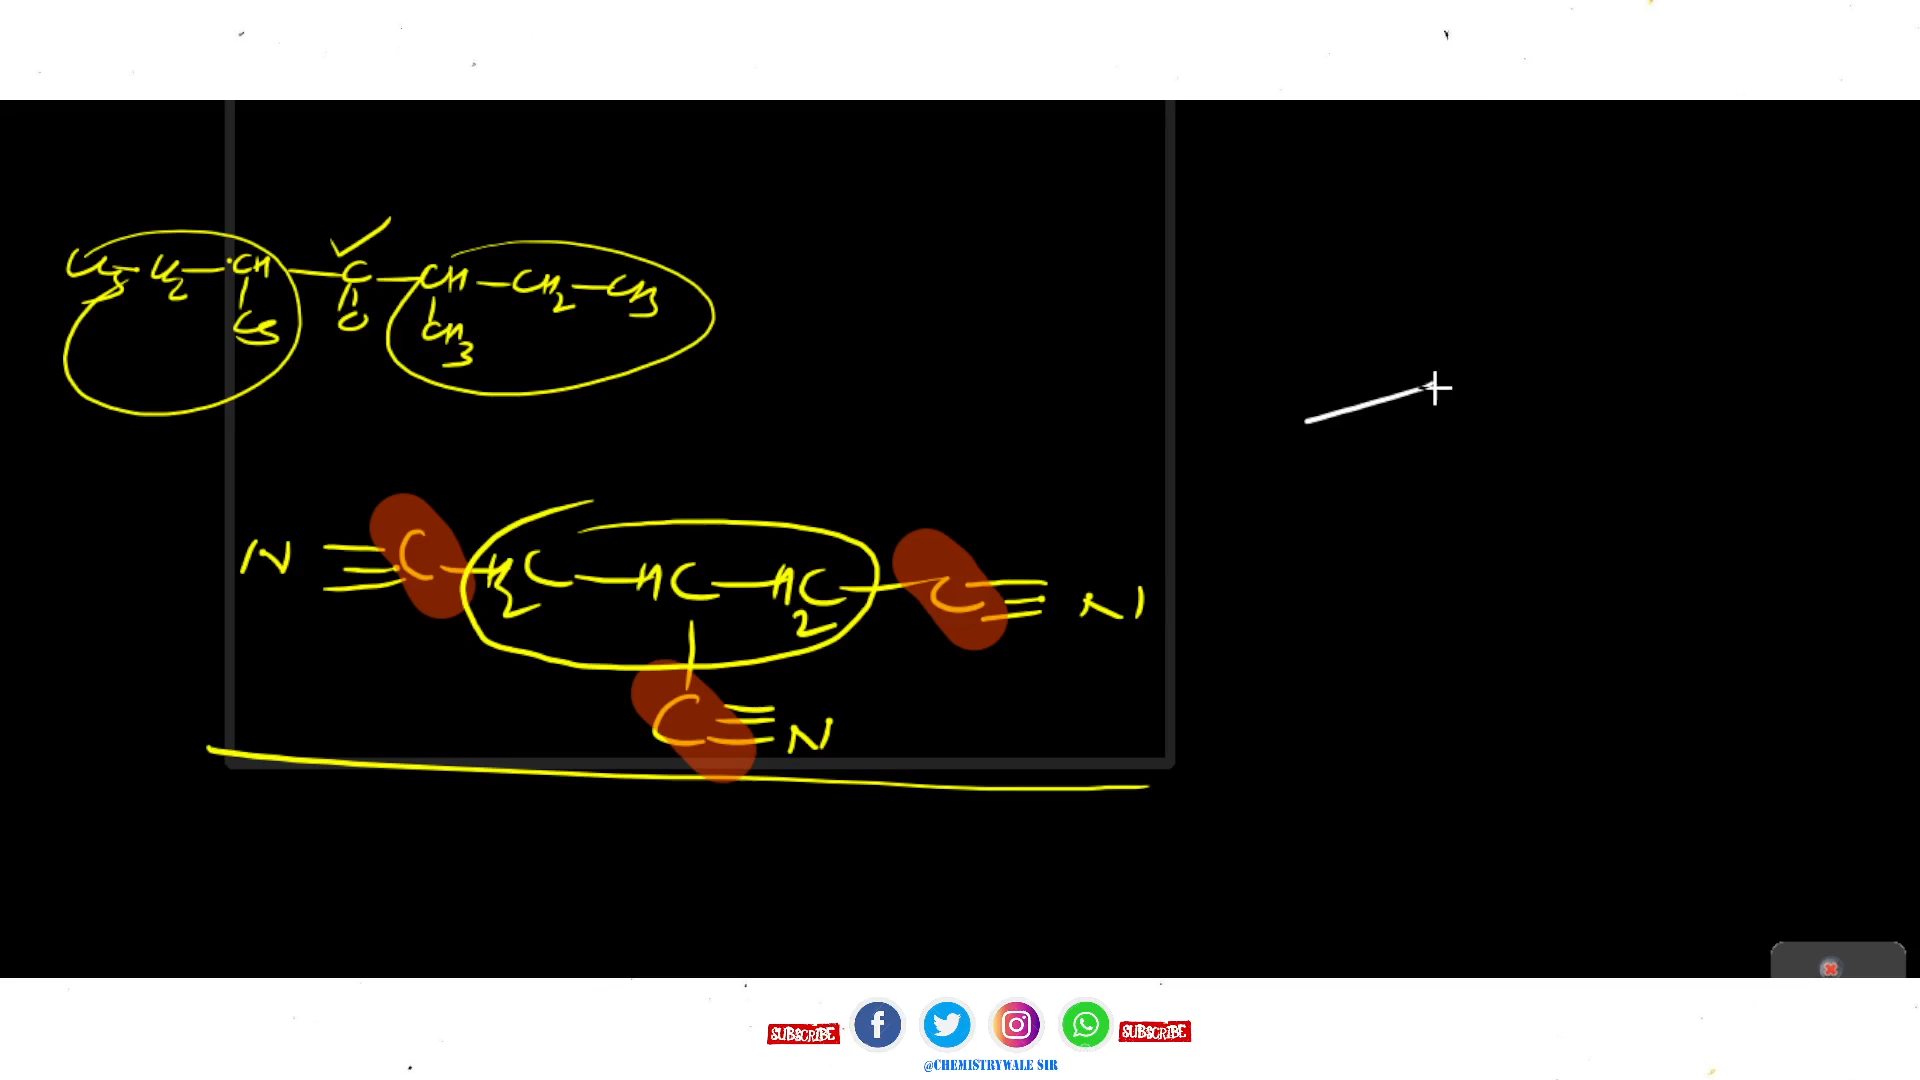 CH3 — CH2 — CH — C — CH — CH2 — CH3
CH3 O CH3
N ≡ C — H2C — HC — H2C — C ≡ N
C ≡ N
SUBSCRIBE SUBSCRIBE
@CHEMISTRYWALE SIR